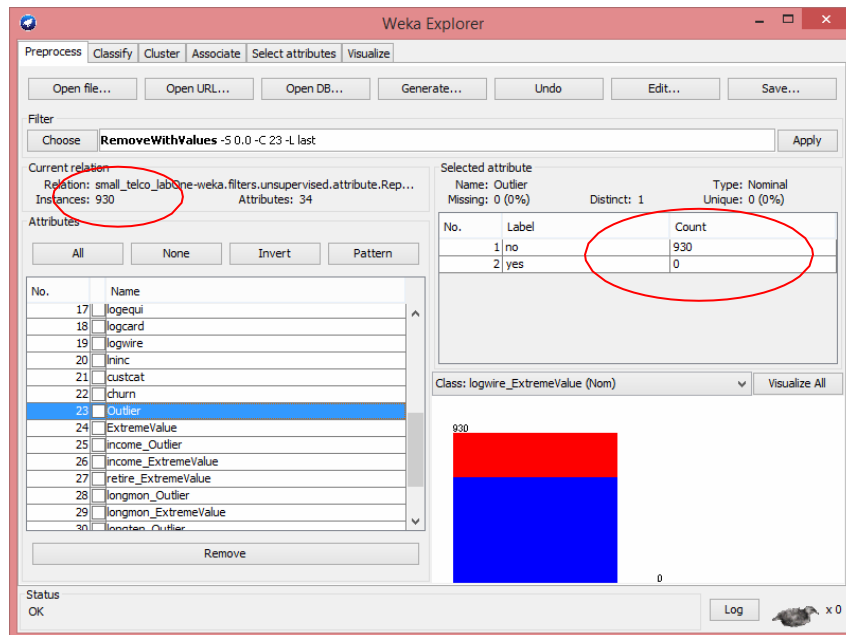 Weka Explorer
Preprocess Classify Cluster Associate Select attributes Visualize
Open file... Open URL... Open DB... Generate... Undo Edit... Save...
Filter
Choose RemoveWithValues -S 0.0 -C 23 -L last Apply
Current relation
Relation: small_telco_labOne-weka.filters.unsupervised.attribute.Rep...
Instances: 930 Attributes: 34
Attributes
All None Invert Pattern
No. Name
17 logequi
18 logcard
19 logwire
20 lninc
21 custcat
22 churn
23 Outlier
24 ExtremeValue
25 income_Outlier
26 income_ExtremeValue
27 retire_ExtremeValue
28 longmon_Outlier
29 longmon_ExtremeValue
30 longten_Outlier
Remove
Selected attribute
Name: Outlier Type: Nominal
Missing: 0 (0%) Distinct: 1 Unique: 0 (0%)
No. Label Count
1 no 930
2 yes 0
Class: logwire_ExtremeValue (Nom) Visualize All
930
0
Status
OK
Log x 0